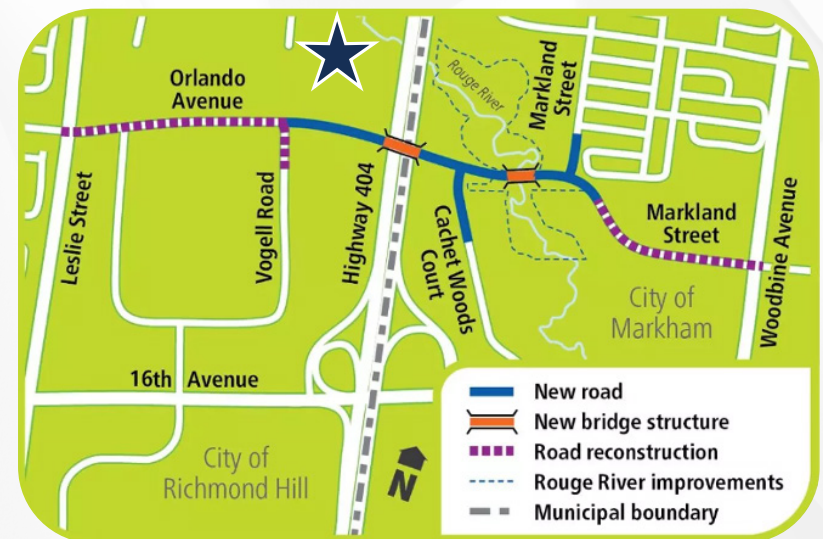 Orlando
Avenue
Rouge River
Markland
Street
Leslie Street
Vogell Road
Highway 404
Cachet Woods
Court
Markland
Street
Woodbine Avenue
City of
Markham
16th Avenue
City of
Richmond Hill
N
New road
New bridge structure
Road reconstruction
Rouge River improvements
Municipal boundary